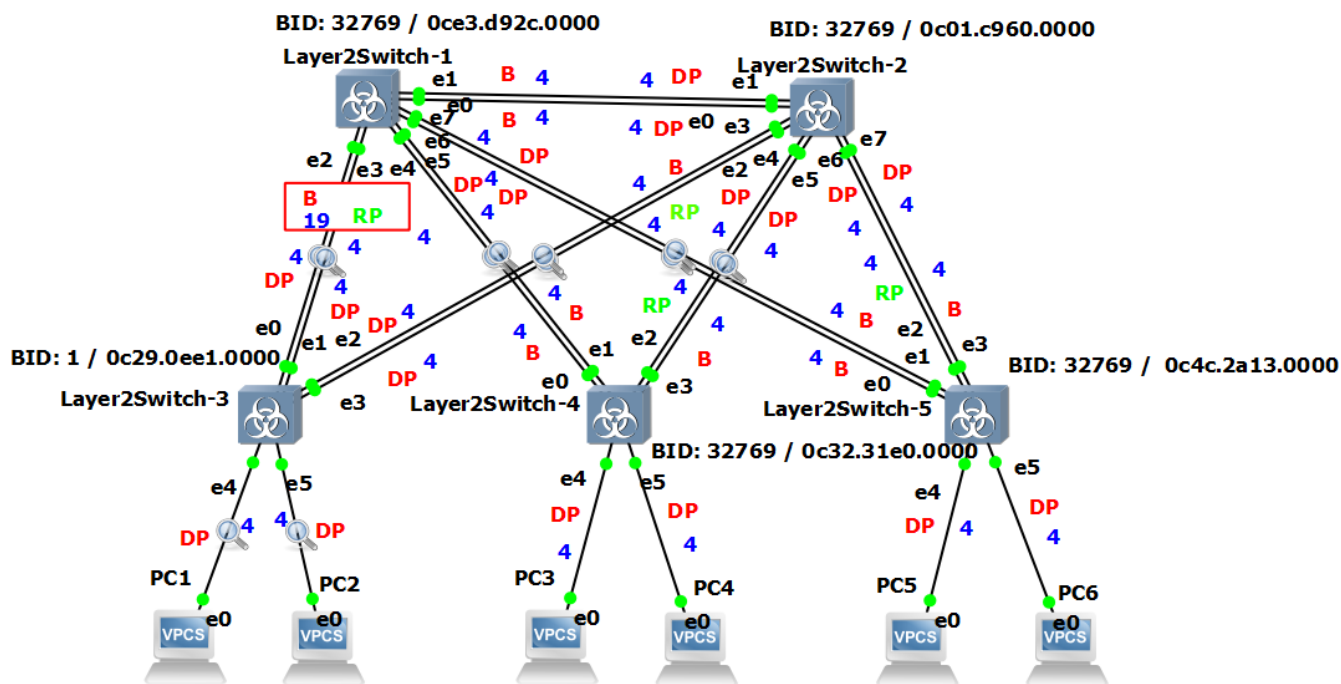 BID: 32769 / 0ce3.d92c.0000
BID: 32769 / 0c01.c960.0000
Layer2Switch-1
Layer2Switch-2
e1 B 4 4 DP e1
e0 B 4 4 DP e0
e7
e6
e5
e4
e3
e2
e3
e2
e4
e5
e6
e7
4 DP
4 DP DP
4
B 4
DP DP
DP DP
B
19 RP
RP
4
4
4
4 4
4
4
4 4
4
4
4 4
DP
4
DP
DP
4
4
B
RP
4
RP
4
B
B
4
B
4
B
4
B
4
DP
4
e0
e1
e2
e3
e0
e1
e2
e3
e0
e1
e2
e3
BID: 1 / 0c29.0ee1.0000
BID: 32769 / 0c4c.2a13.0000
Layer2Switch-3
Layer2Switch-4
Layer2Switch-5
BID: 32769 / 0c32.31e0.0000
e4 e5
e4 e5
e4 e5
DP 4 4 DP
DP DP
4 4
DP 4
DP
4
PC1 PC2
PC3 PC4
PC5 PC6
e0 e0 e0 e0 e0 e0
VPCS VPCS VPCS VPCS VPCS VPCS